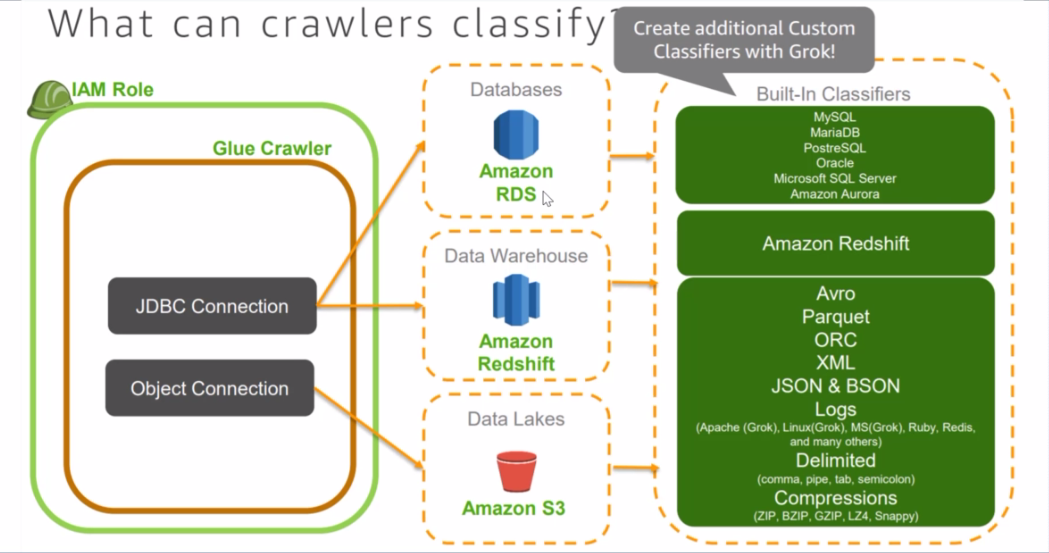 What can crawlers classify?
Create additional Custom
Classifiers with Grok!
IAM Role
Glue Crawler
JDBC Connection
Object Connection
Databases
Amazon
RDS
Data Warehouse
Amazon
Redshift
Data Lakes
Amazon S3
Built-In Classifiers
MySQL
MariaDB
PostreSQL
Oracle
Microsoft SQL Server
Amazon Aurora
Amazon Redshift
Avro
Parquet
ORC
XML
JSON & BSON
Logs
(Apache (Grok), Linux(Grok), MS(Grok), Ruby, Redis,
and many others)
Delimited
(comma, pipe, tab, semicolon)
Compressions
(ZIP, BZIP, GZIP, LZ4, Snappy)